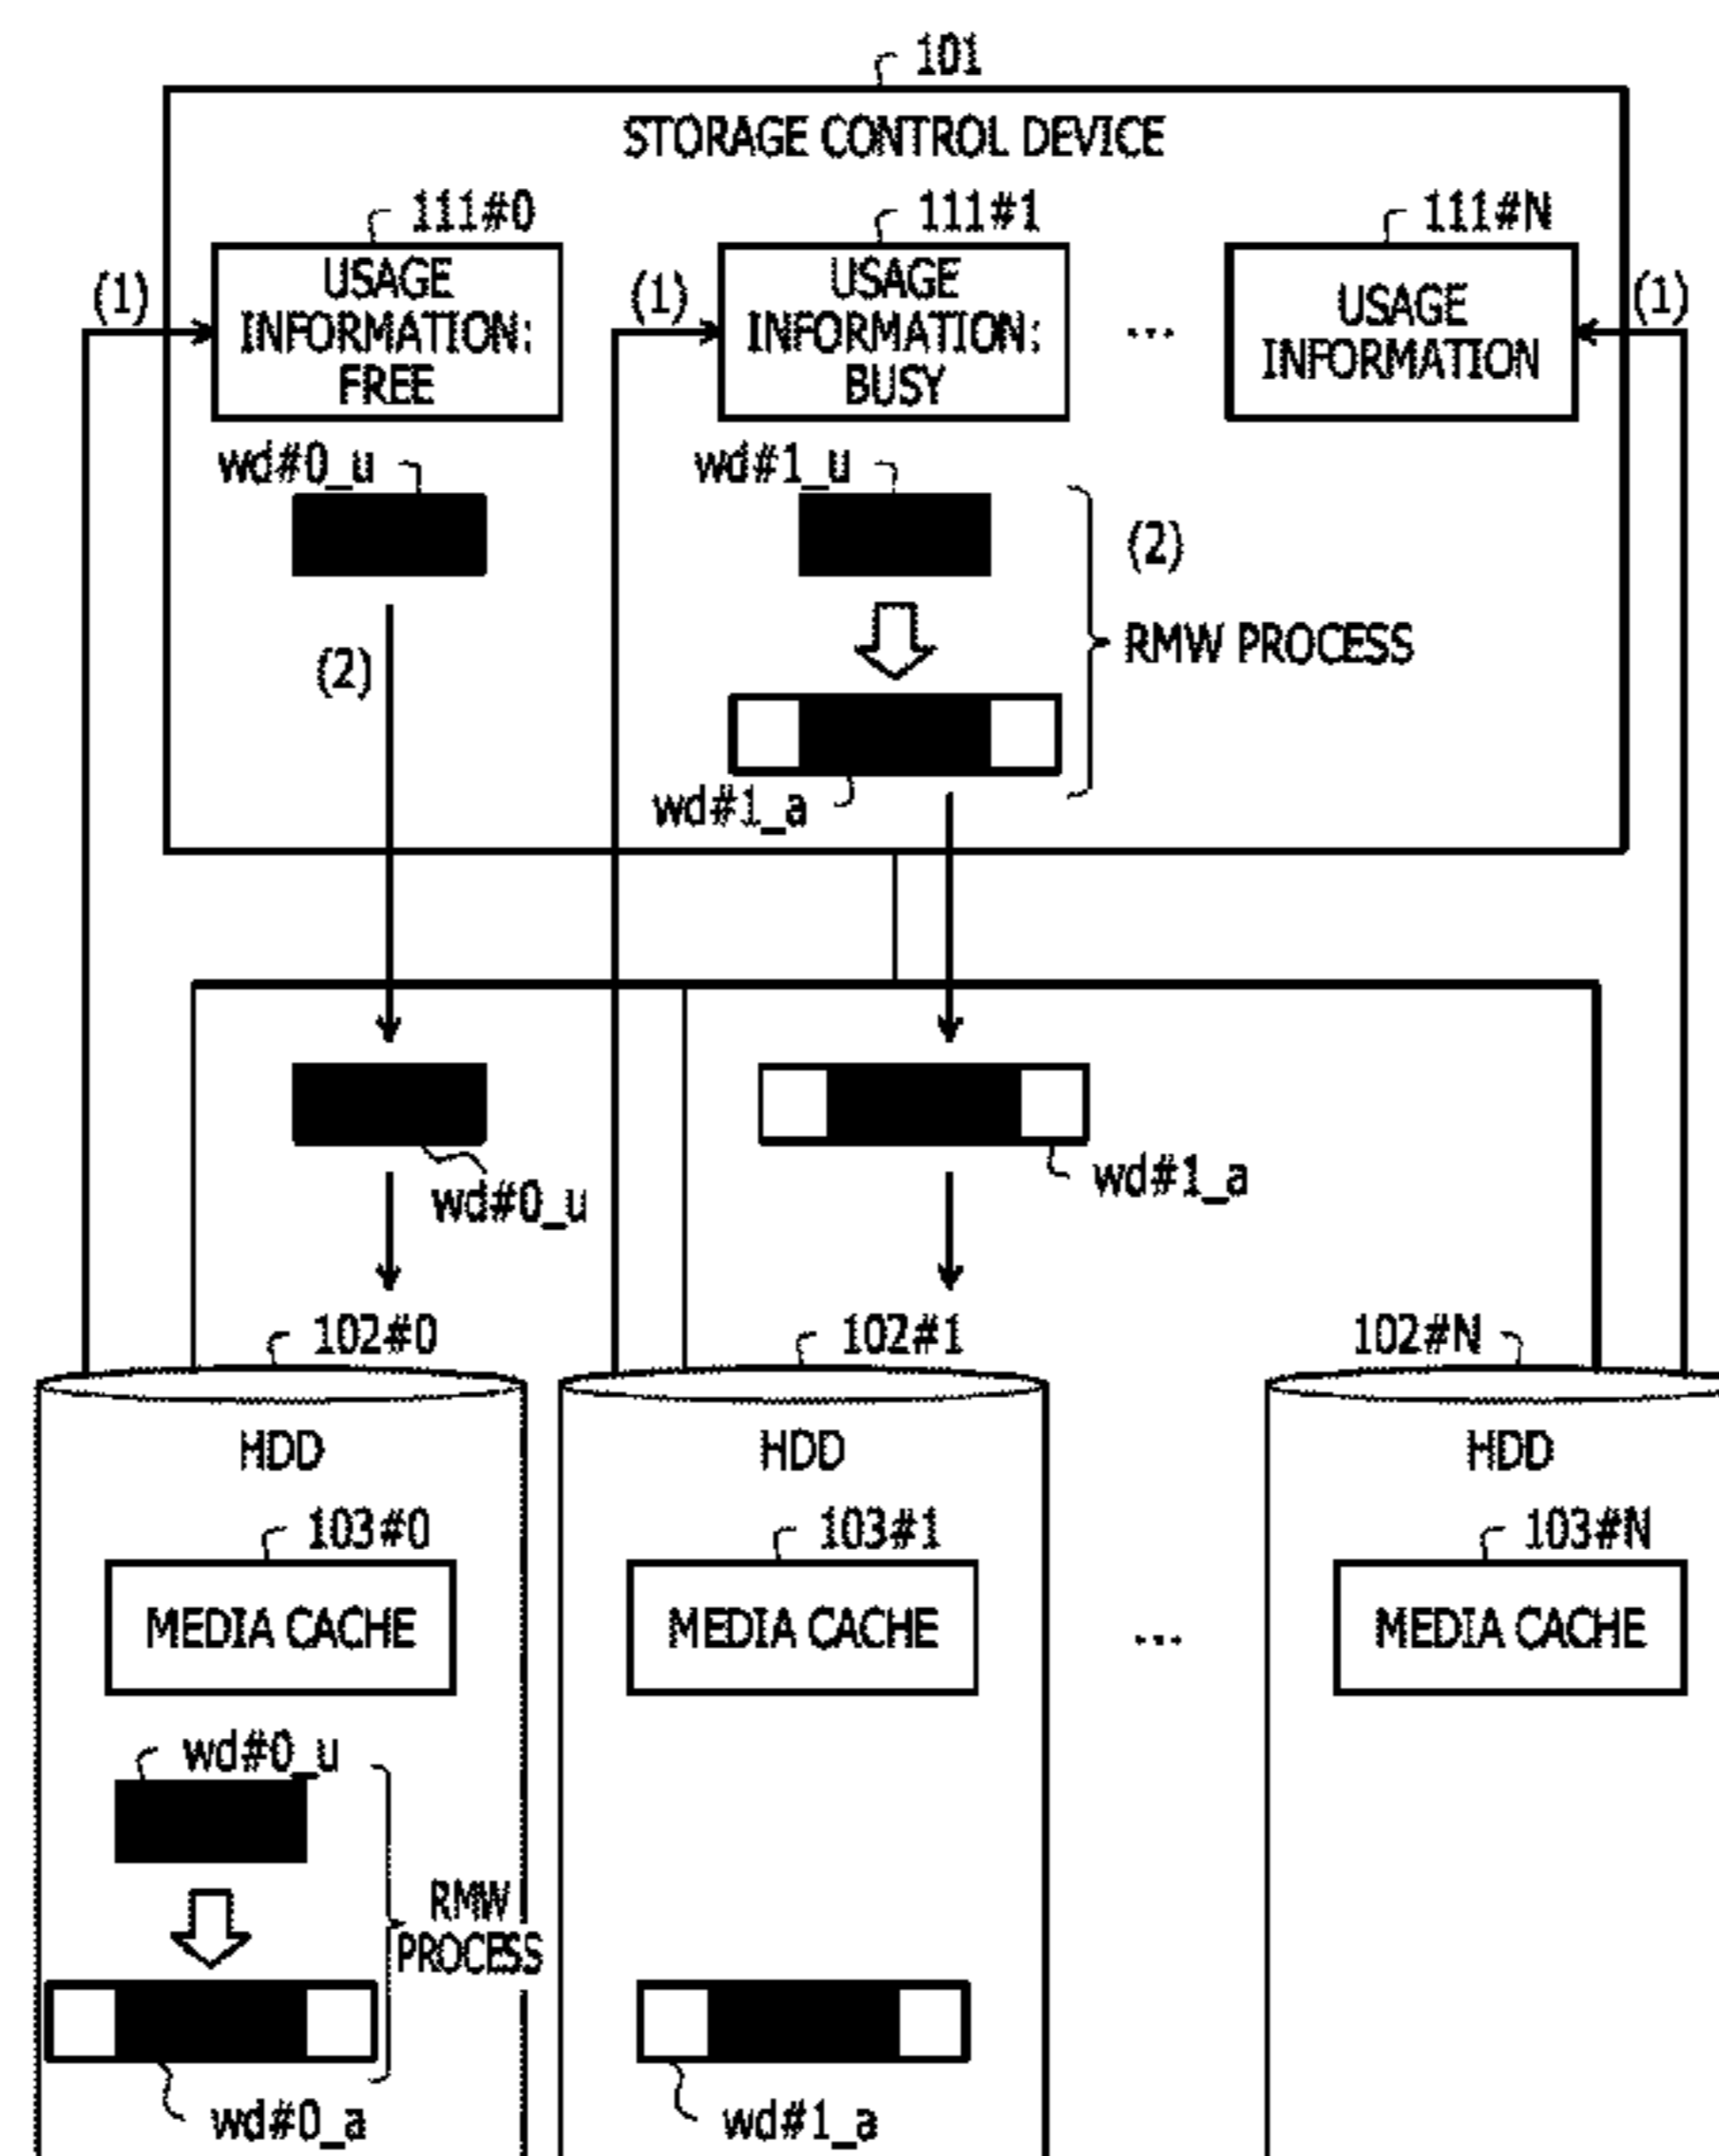 101
STORAGE CONTROL DEVICE
111#0
111#1
111#N
(1)
USAGE
INFORMATION:
FREE
(1)
USAGE
INFORMATION:
BUSY
...
USAGE
INFORMATION
(1)
wd#0_u
wd#1_u
(2)
(2)
RMW PROCESS
wd#1_a
wd#0_u
wd#1_a
102#0
102#1
102#N
HDD
HDD
HDD
103#0
103#1
103#N
MEDIA CACHE
MEDIA CACHE
...
MEDIA CACHE
wd#0_u
RMW
PROCESS
wd#0_a
wd#1_a